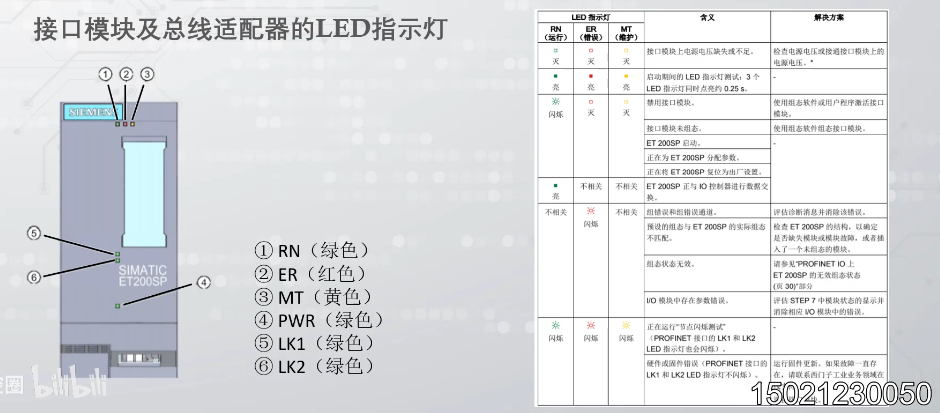 接口模块及总线适配器的LED指示灯
① ② ③
SIEMENS
⑤
⑥
④
SIMATIC
ET200SP
① RN（绿色）
② ER（红色）
③ MT（黄色）
④ PWR（绿色）
⑤ LK1（绿色）
⑥ LK2（绿色）
LED 指示灯 含义 解决方案
RN ER MT
（运行） （错误） （维护）
灭 灭 灭
接口模块上电源电压缺失或不足。
检查电源电压或接通接口模块上的
电源电压。*
亮 亮 亮
启动期间的 LED 指示灯测试：3 个
LED 指示灯同时点亮约 0.25 s。
-
闪烁 灭 灭
禁用接口模块。
使用组态软件或用户程序激活接口
模块。
接口模块未组态。
使用组态软件组态接口模块。
ET 200SP 启动。
-
正在为 ET 200SP 分配参数。
正在将 ET 200SP 复位为出厂设置。
亮 不相关 不相关
ET 200SP 正与 IO 控制器进行数据交
换。
不相关 闪烁 不相关
组错误和组错误通道。
评估诊断消息并消除该错误。
预设的组态与 ET 200SP 的实际组态
不匹配。
检查 ET 200SP 的结构，以确定
是否缺失模块或模块故障，或者插
入了一个未组态的模块。
组态状态无效。
请参见“PROFINET IO 上
ET 200SP 的无效组态状态
(页 30)”部分
I/O 模块中存在参数错误。
评估 STEP 7 中模块状态的显示并
消除相应 I/O 模块中的错误。
闪烁 闪烁 闪烁
正在运行“节点闪烁测试”
（PROFINET 接口的 LK1 和 LK2
LED 指示灯也会闪烁）。
-
硬件或固件错误（PROFINET 接口的
LK1 和 LK2 LED 指示灯不闪烁）。
运行固件更新。如果故障一直存
在，请联系西门子工业业务领域在
圈 bilibili
15021230050